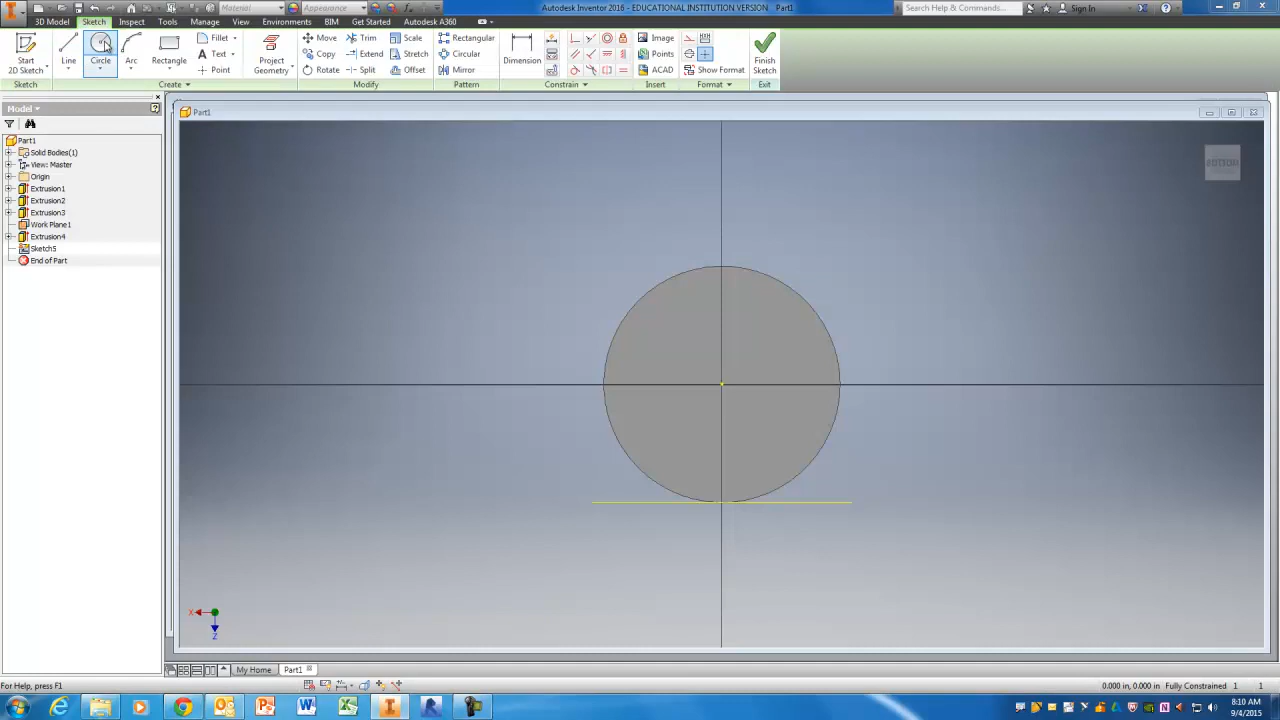 Material
Appearance
Autodesk Inventor 2016 - EDUCATIONAL INSTITUTION VERSION Part1
Search Help & Commands...
Sign In
3D Model Sketch Inspect Tools Manage View Environments BIM Get Started Autodesk A360
Start 2D Sketch
Line
Circle
Arc
Rectangle
Fillet
Text
Point
Project Geometry
Move
Copy
Rotate
Trim
Extend
Split
Scale
Stretch
Offset
Rectangular
Circular
Mirror
Dimension
Image
Points
ACAD
Show Format
Finish Sketch
Sketch Create Modify Pattern Constrain Insert Format Exit
Model
Part1
Solid Bodies(1)
View: Master
Origin
Extrusion1
Extrusion2
Extrusion3
Work Plane1
Extrusion4
Sketch5
End of Part
Part1
X
Z
My Home Part1
For Help, press F1
0.000 in, 0.000 in Fully Constrained 1 1
8:10 AM
9/4/2015